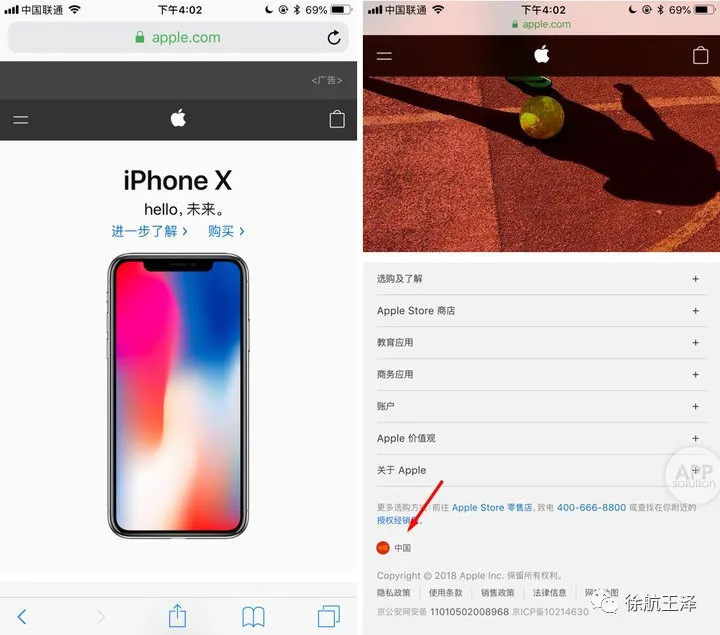 中国联通
下午4:02
69%
apple.com
<广告>
iPhone X
hello，未来。
进一步了解 > 购买 >
中国联通
下午4:02
69%
apple.com
选购及了解 +
Apple Store 商店 +
教育应用 +
商务应用 +
账户 +
Apple 价值观 +
关于 Apple +
APP
solution
更多选购方式：前往 Apple Store 零售店，致电 400-666-8800 或查找在你附近的
授权经销
中国
Copyright © 2018 Apple Inc. 保留所有权利。
隐私政策 | 使用条款 | 销售政策 | 法律信息 | 网
京公安网安备 11010502008968 京ICP备10214630
徐航王泽